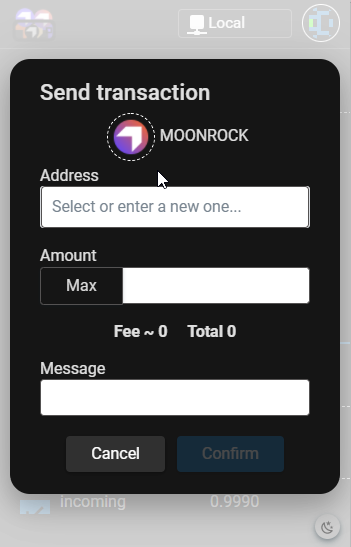 Local
Send transaction
MOONROCK
Address
Select or enter a new one...
Amount
Max
Fee ~ 0 Total 0
Message
Cancel Confirm
incoming 0.9990